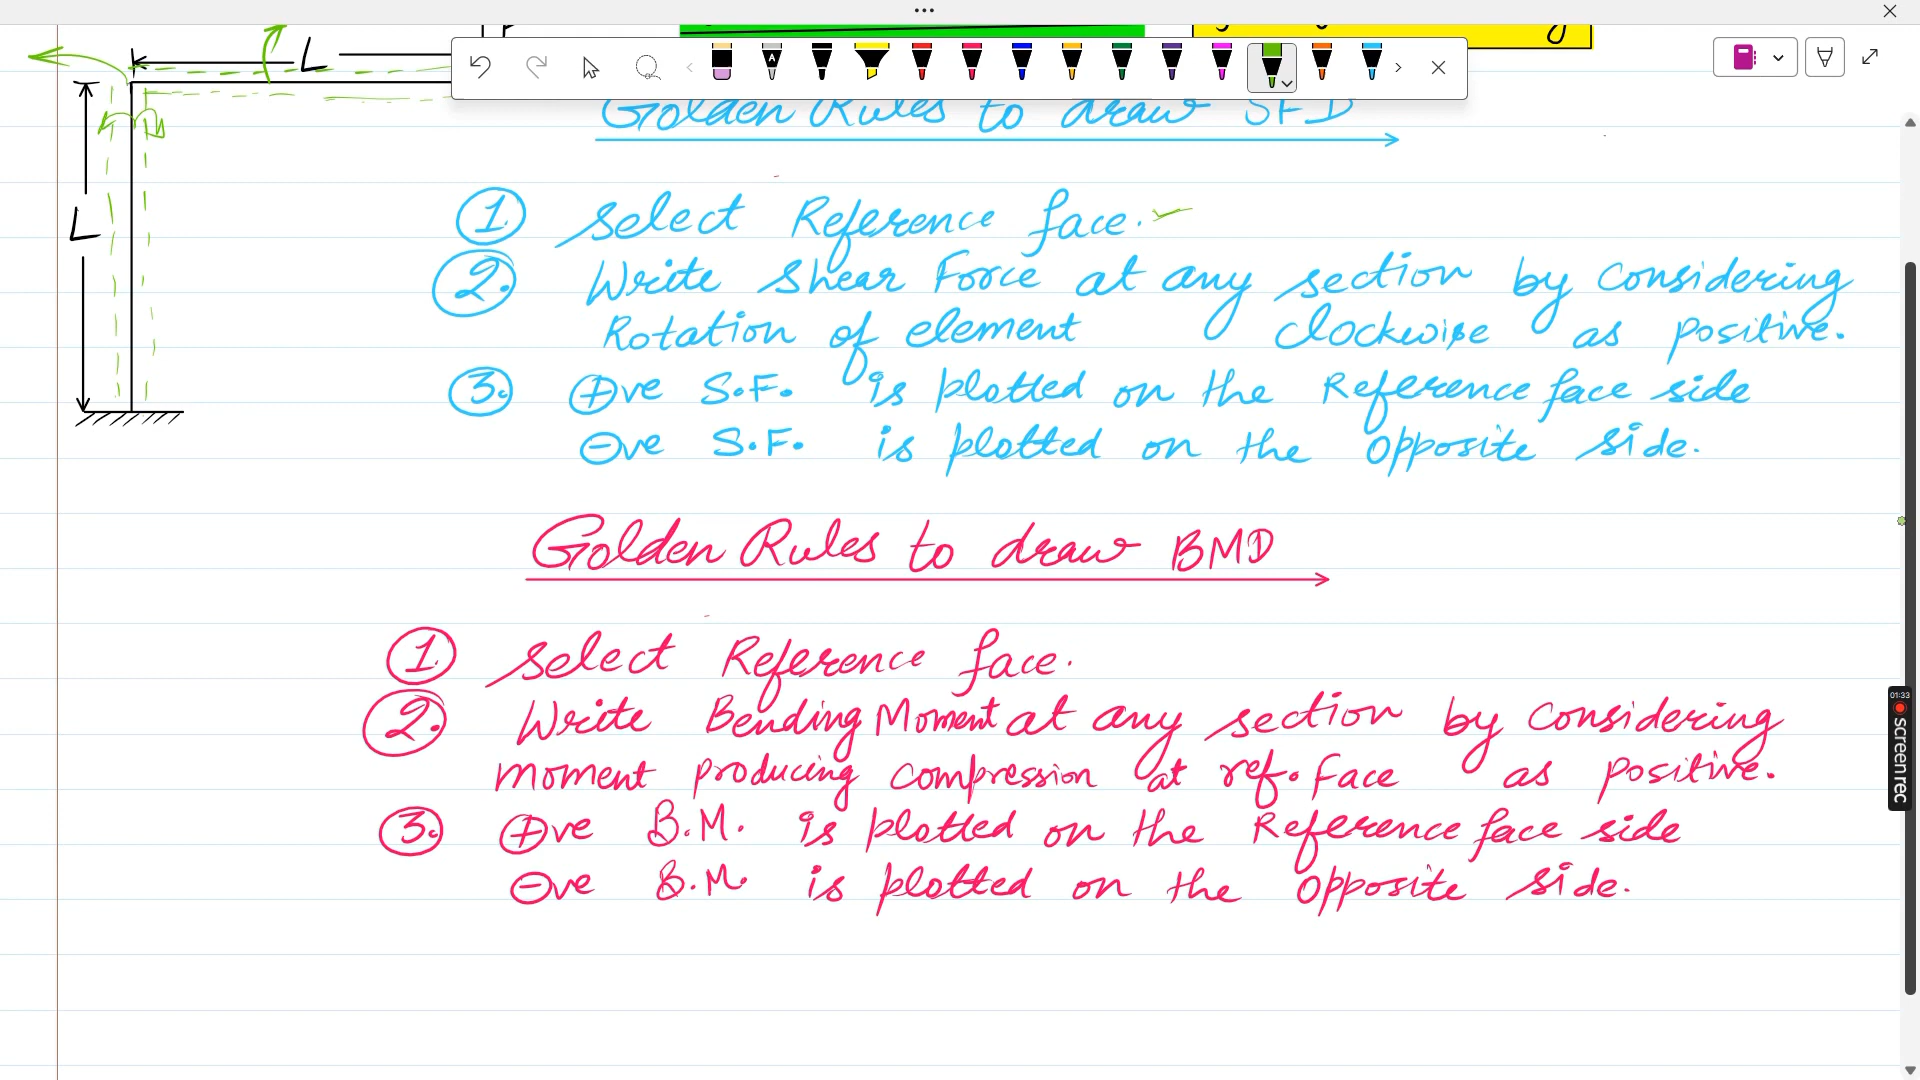 L
Golden Rules to draw SFD
L
1. Select Reference face.
2. Write Shear Force at any section by Considering
Rotation of element clockwise as positive.
3. +ve S.F. is plotted on the Reference face side
-ve S.F. is plotted on the opposite side.
Golden Rules to draw BMD
1. Select Reference face.
2. Write Bending Moment at any section by Considering
Moment producing compression at ref. Face as positive.
3. +ve B.M. is plotted on the Reference face side
-ve B.M. is plotted on the opposite side.
01:33
screenrec